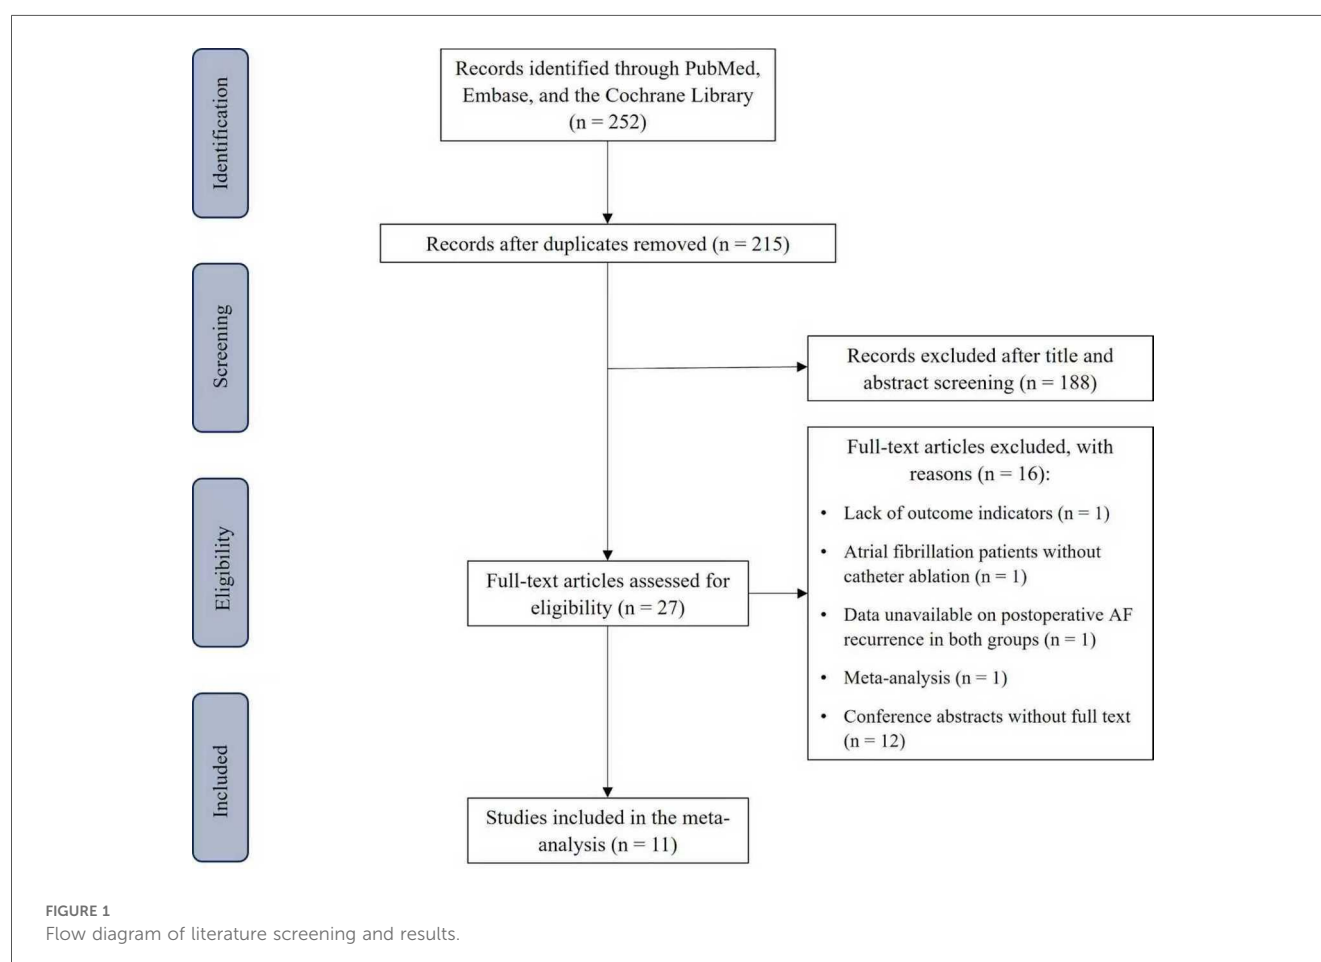 Identification
Records identified through PubMed,
Embase, and the Cochrane Library
(n = 252)
Records after duplicates removed (n = 215)
Screening
Records excluded after title and
abstract screening (n = 188)
Eligibility
Full-text articles assessed for
eligibility (n = 27)
Full-text articles excluded, with
reasons (n = 16):
• Lack of outcome indicators (n = 1)
• Atrial fibrillation patients without
catheter ablation (n = 1)
• Data unavailable on postoperative AF
recurrence in both groups (n = 1)
• Meta-analysis (n = 1)
• Conference abstracts without full text
(n = 12)
Included
Studies included in the meta-
analysis (n = 11)
FIGURE 1
Flow diagram of literature screening and results.